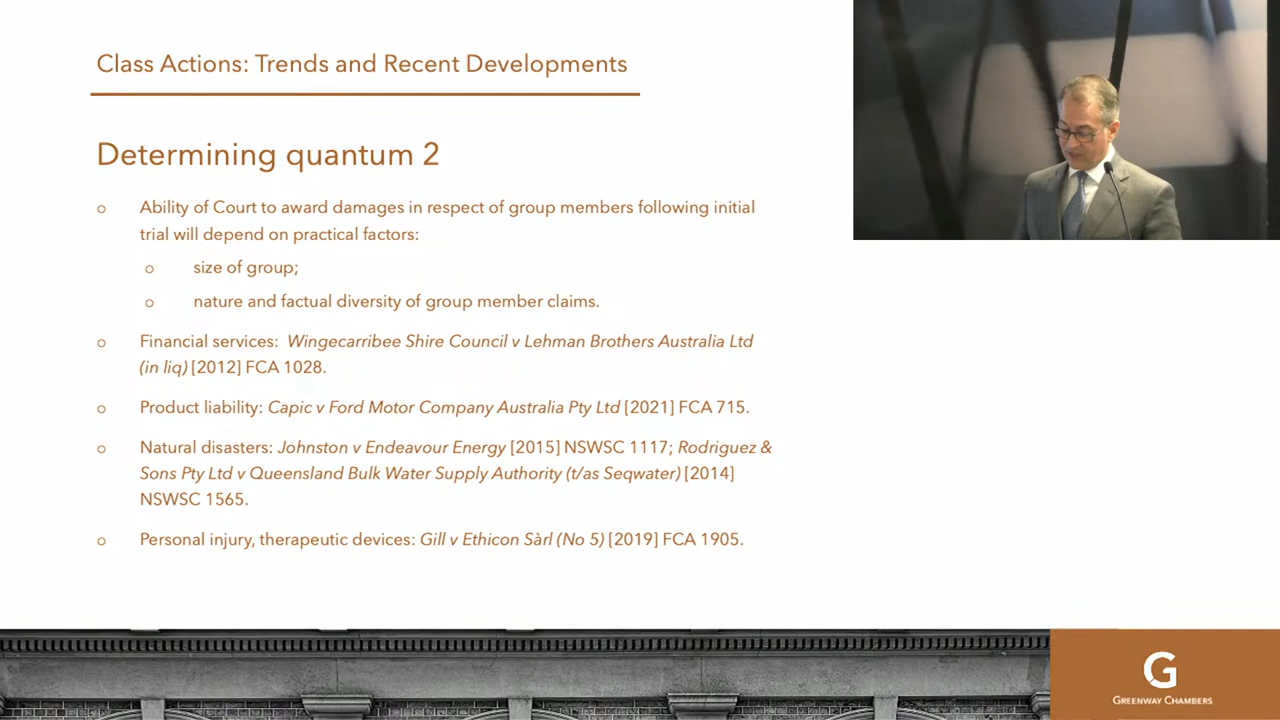 Class Actions: Trends and Recent Developments
Determining quantum 2
o Ability of Court to award damages in respect of group members following initial
trial will depend on practical factors:
o size of group;
o nature and factual diversity of group member claims.
o Financial services: Wingecarribee Shire Council v Lehman Brothers Australia Ltd
(in liq) [2012] FCA 1028.
o Product liability: Capic v Ford Motor Company Australia Pty Ltd [2021] FCA 715.
o Natural disasters: Johnston v Endeavour Energy [2015] NSWSC 1117; Rodriguez &
Sons Pty Ltd v Queensland Bulk Water Supply Authority (t/as Seqwater) [2014]
NSWSC 1565.
o Personal injury, therapeutic devices: Gill v Ethicon Sàrl (No 5) [2019] FCA 1905.
G
GREENWAY CHAMBERS